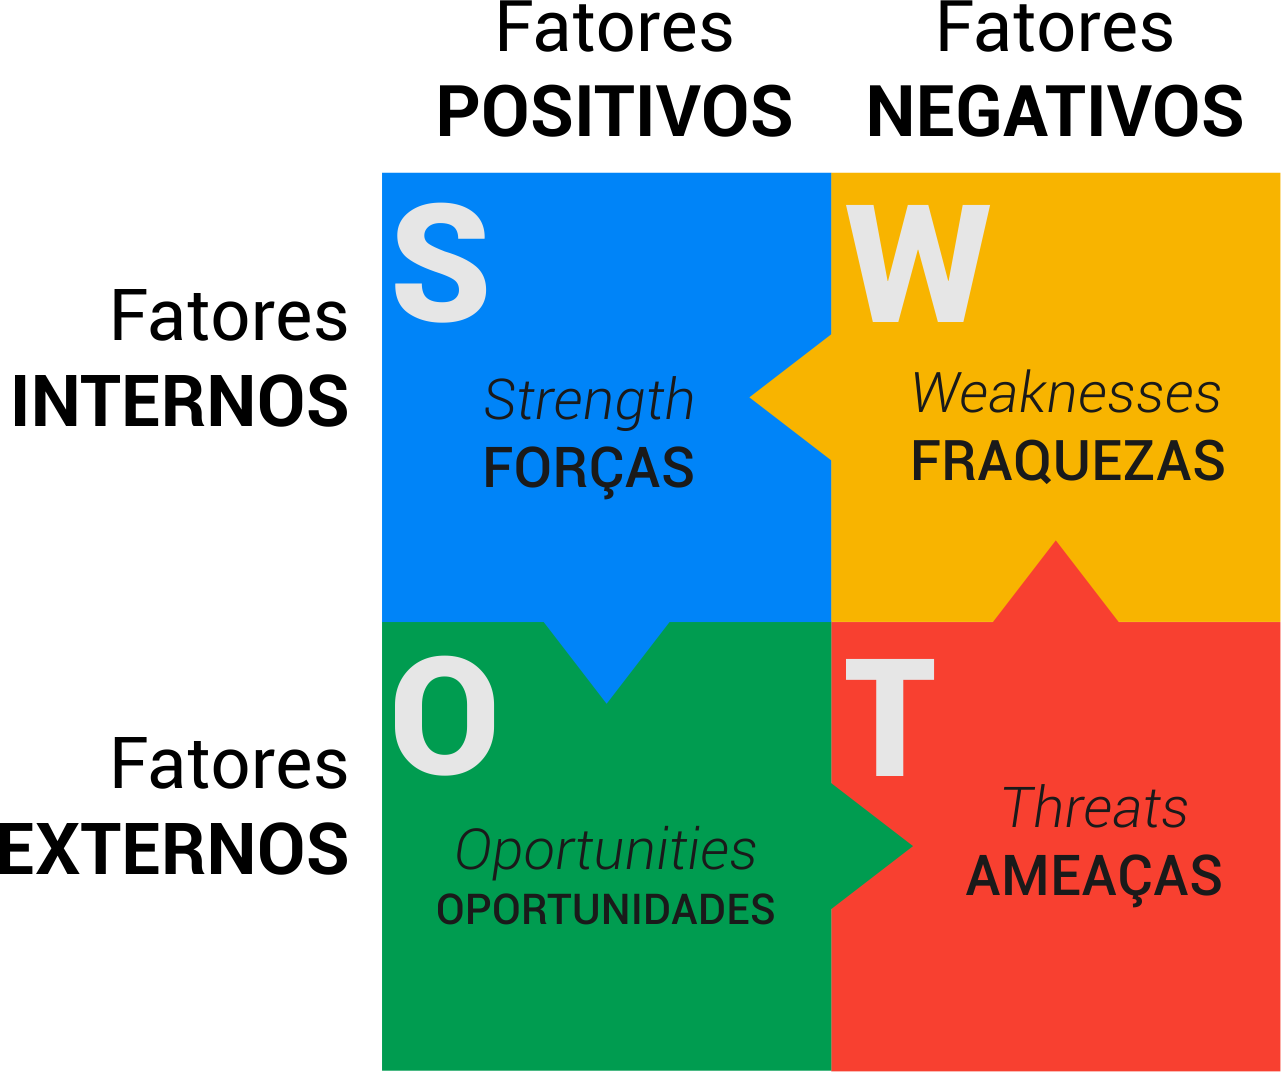 Fatores
POSITIVOS
Fatores
NEGATIVOS
Fatores
INTERNOS
S
Strength
FORÇAS
W
Weaknesses
FRAQUEZAS
Fatores
EXTERNOS
O
Oportunities
OPORTUNIDADES
T
Threats
AMEAÇAS